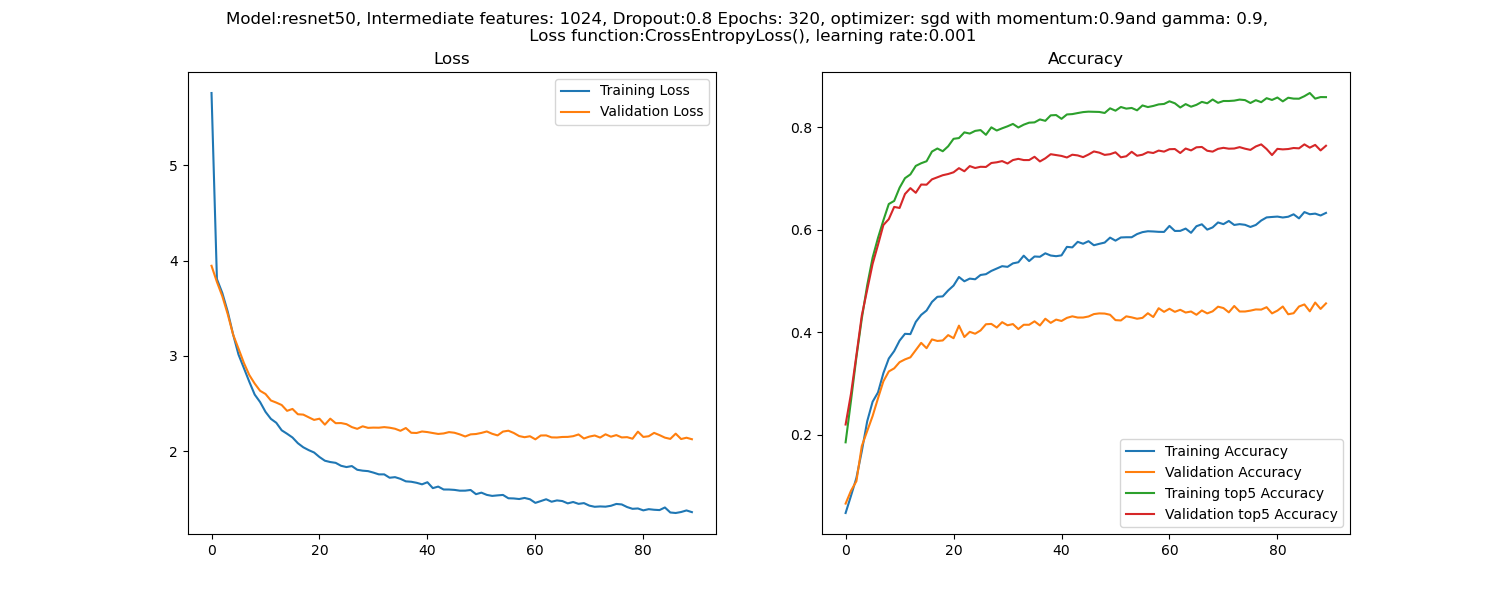 Model:resnet50, Intermediate features: 1024, Dropout:0.8 Epochs: 320, optimizer: sgd with momentum:0.9and gamma: 0.9,
Loss function:CrossEntropyLoss(), learning rate:0.001
Loss
Training Loss
Validation Loss
5
4
3
2
0 20 40 60 80
Accuracy
0.8
0.6
0.4
0.2
Training Accuracy
Validation Accuracy
Training top5 Accuracy
Validation top5 Accuracy
0 20 40 60 80